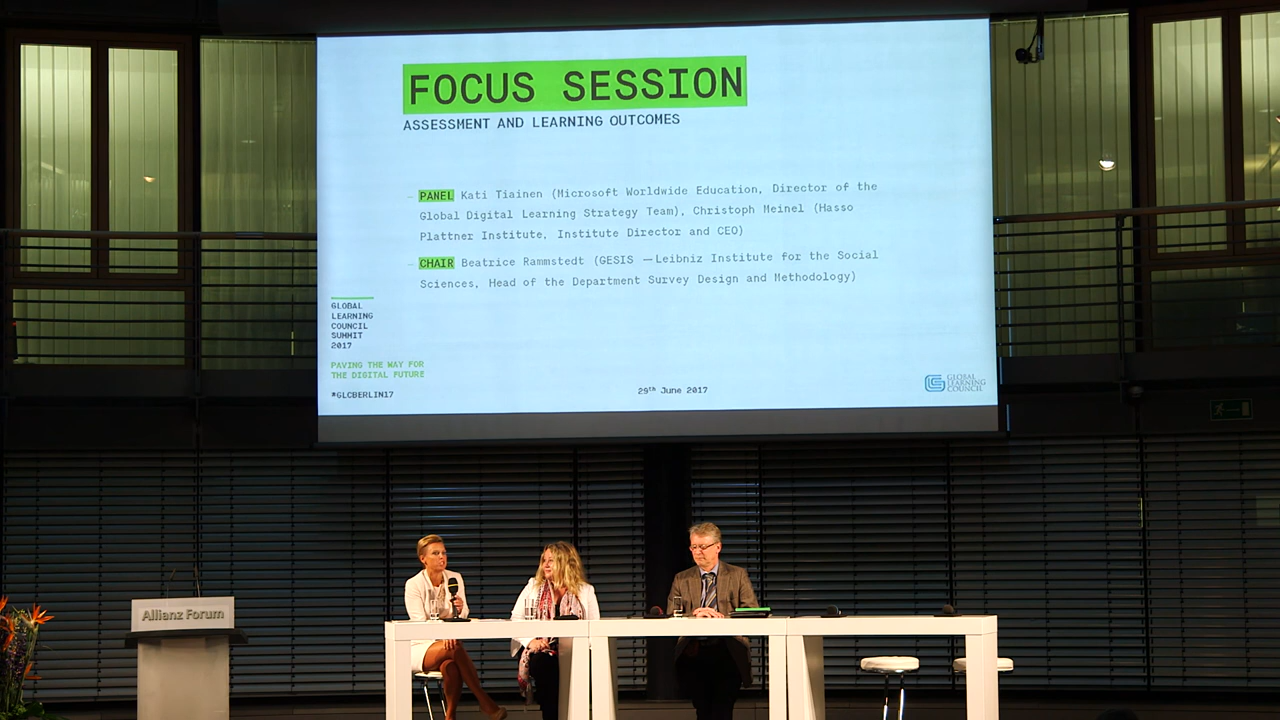 FOCUS SESSION
ASSESSMENT AND LEARNING OUTCOMES
– PANEL Kati Tiainen (Microsoft Worldwide Education, Director of the
Global Digital Learning Strategy Team), Christoph Meinel (Hasso
Plattner Institute, Institute Director and CEO)
– CHAIR Beatrice Rammstedt (GESIS —Leibniz Institute for the Social
Sciences, Head of the Department Survey Design and Methodology)
GLOBAL
LEARNING
COUNCIL
SUMMIT
2017
PAVING THE WAY FOR
THE DIGITAL FUTURE
#GLCBERLIN17
29th June 2017
GLOBAL
LEARNING
COUNCIL
Allianz Forum